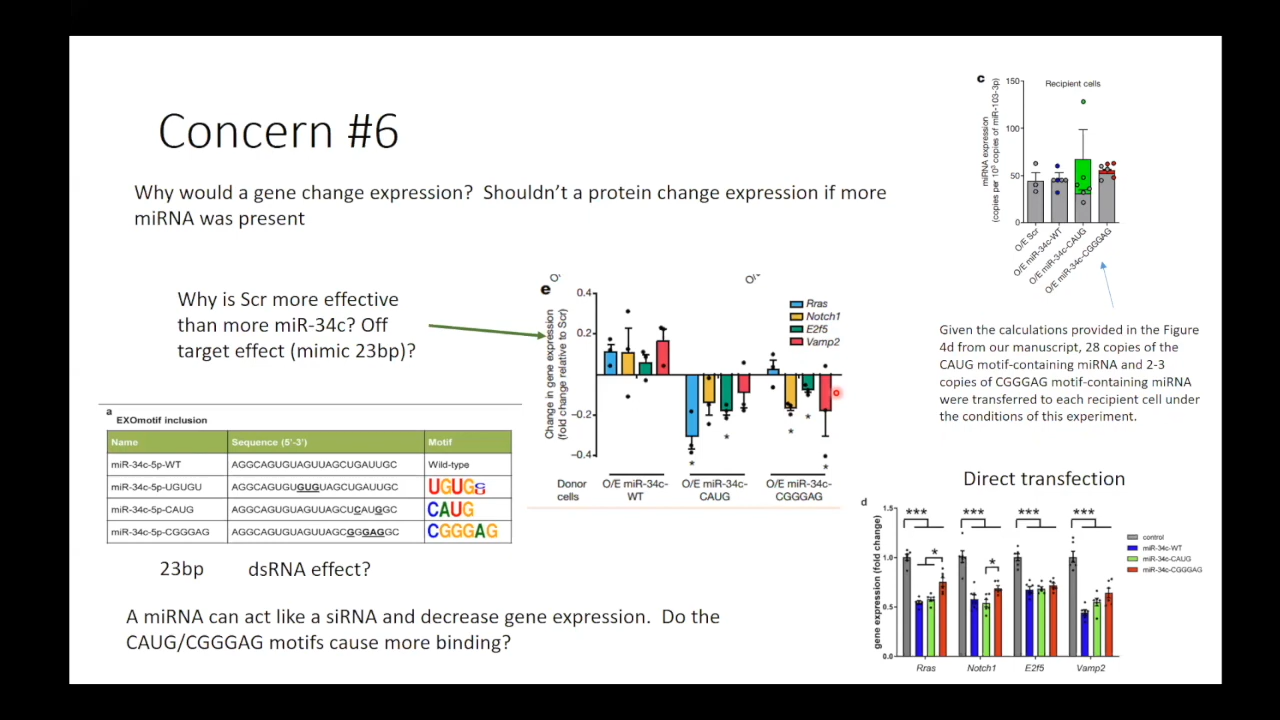 Concern #6
Why would a gene change expression? Shouldn't a protein change expression if more
miRNA was present
Why is Scr more effective
than more miR-34c? Off
target effect (mimic 23bp)?
a
EXOmotif inclusion
Name Sequence (5'-3') Motif
miR-34c-5p-WT AGGCAGUGUAGUUAGCUGAUUGC Wild-type
miR-34c-5p-UGUGU AGGCAGUGUGUGUAGCUGAUUGC UGUG
miR-34c-5p-CAUG AGGCAGUGUAGUUAGCUCAUGGC CAUG
miR-34c-5p-CGGGAG AGGCAGUGUAGUUAGCGGGAGGC CGGGAG
23bp dsRNA effect?
A miRNA can act like a siRNA and decrease gene expression. Do the
CAUG/CGGGAG motifs cause more binding?
e
Change in gene expression
(fold change relative to Scr)
0.4
0.2
−0.2
−0.4
Rras
Notch1
E2f5
Vamp2
* * * * *
Donor
cells
O/E miR-34c-
WT
O/E miR-34c-
CAUG
O/E miR-34c-
CGGGAG
c
Recipient cells
miRNA expression
(copies per 10³ copies of miR-103-3p)
150
100
50
0
O/E Scr
O/E miR-34c-WT
O/E miR-34c-CAUG
O/E miR-34c-CGGGAG
Given the calculations provided in the Figure
4d from our manuscript, 28 copies of the
CAUG motif-containing miRNA and 2-3
copies of CGGGAG motif-containing miRNA
were transferred to each recipient cell under
the conditions of this experiment.
Direct transfection
d
gene expression (fold change)
1.5
1.0
0.5
0.0
*** *** *** ***
* *
control
miR-34c-WT
miR-34c-CAUG
miR-34c-CGGGAG
Rras Notch1 E2f5 Vamp2